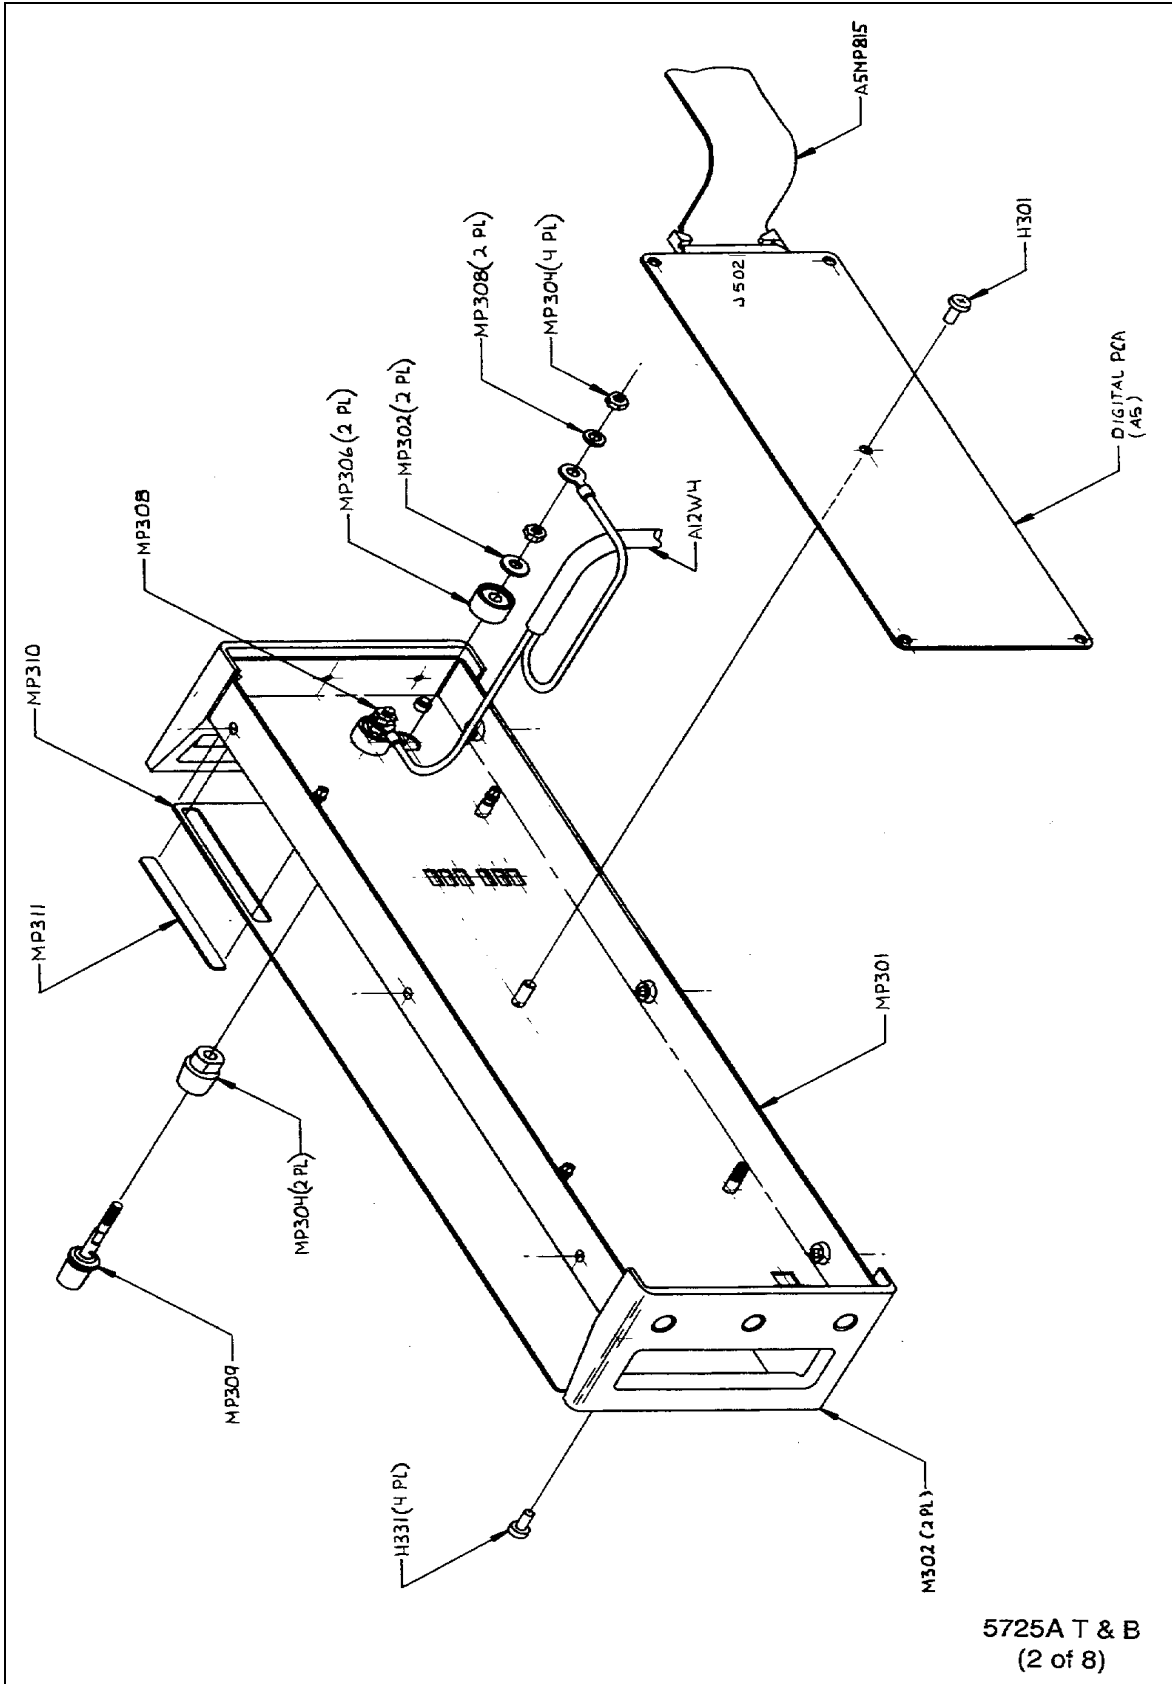 A5MP815
H301
MP308(2 PL)
MP304(4 PL)
J502
MP302(2 PL)
MP306(2 PL)
DIGITAL PCA
(A5)
MP308
A12W4
MP310
MP311
MP301
MP304(2 PL)
MP309
H331(4 PL)
M302(2 PL)
5725A T & B
(2 of 8)